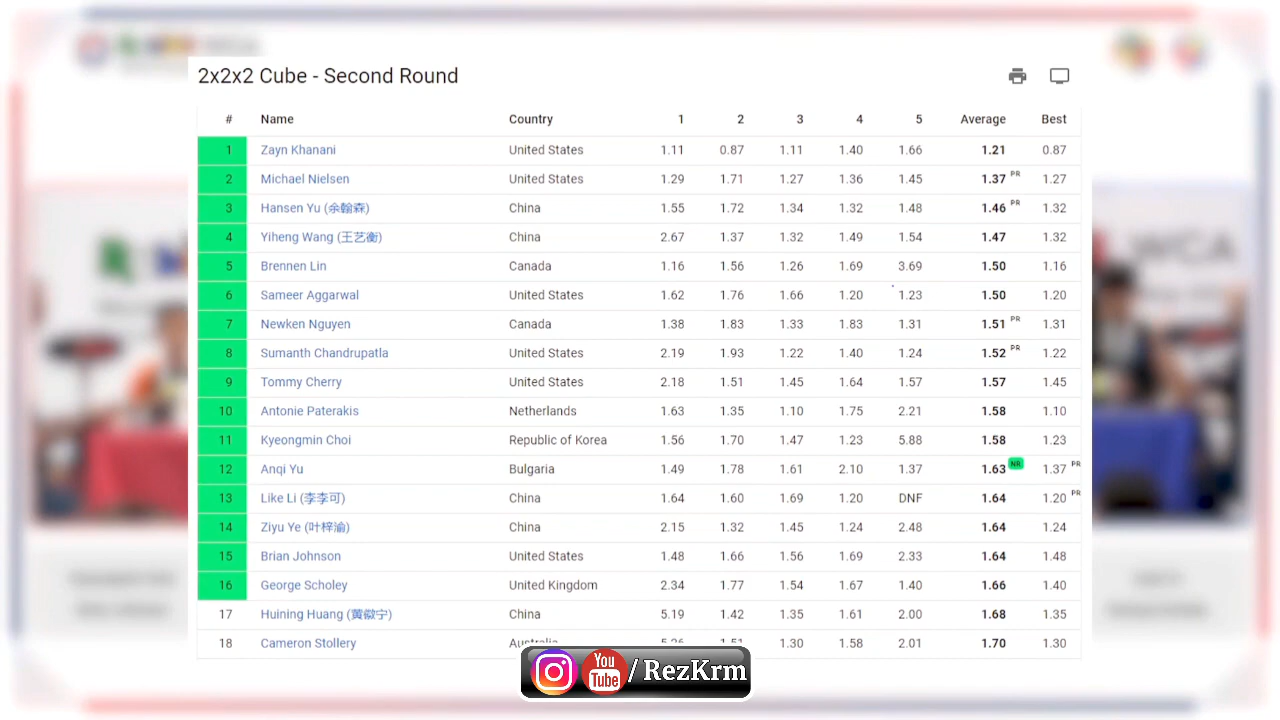 WCA
2x2x2 Cube - Second Round
# Name Country 1 2 3 4 5 Average Best
1 Zayn Khanani United States 1.11 0.87 1.11 1.40 1.66 1.21 0.87
2 Michael Nielsen United States 1.29 1.71 1.27 1.36 1.45 1.37 PR 1.27
3 Hansen Yu (余翰森) China 1.55 1.72 1.34 1.32 1.48 1.46 PR 1.32
4 Yiheng Wang (王艺衡) China 2.67 1.37 1.32 1.49 1.54 1.47 1.32
5 Brennen Lin Canada 1.16 1.56 1.26 1.69 3.69 1.50 1.16
6 Sameer Aggarwal United States 1.62 1.76 1.66 1.20 1.23 1.50 1.20
7 Newken Nguyen Canada 1.38 1.83 1.33 1.83 1.31 1.51 PR 1.31
8 Sumanth Chandrupatla United States 2.19 1.93 1.22 1.40 1.24 1.52 PR 1.22
9 Tommy Cherry United States 2.18 1.51 1.45 1.64 1.57 1.57 1.45
10 Antonie Paterakis Netherlands 1.63 1.35 1.10 1.75 2.21 1.58 1.10
11 Kyeongmin Choi Republic of Korea 1.56 1.70 1.47 1.23 5.88 1.58 1.23
12 Anqi Yu Bulgaria 1.49 1.78 1.61 2.10 1.37 1.63 NR 1.37 PR
13 Like Li (李李可) China 1.64 1.60 1.69 1.20 DNF 1.64 1.20 PR
14 Ziyu Ye (叶梓渝) China 2.15 1.32 1.45 1.24 2.48 1.64 1.24
15 Brian Johnson United States 1.48 1.66 1.56 1.69 2.33 1.64 1.48
16 George Scholey United Kingdom 2.34 1.77 1.54 1.67 1.40 1.66 1.40
17 Huining Huang (黄徽宁) China 5.19 1.42 1.35 1.61 2.00 1.68 1.35
18 Cameron Stollery Australia 1.30 1.58 2.01 1.70 1.30
You Tube / RezKrm
WCA